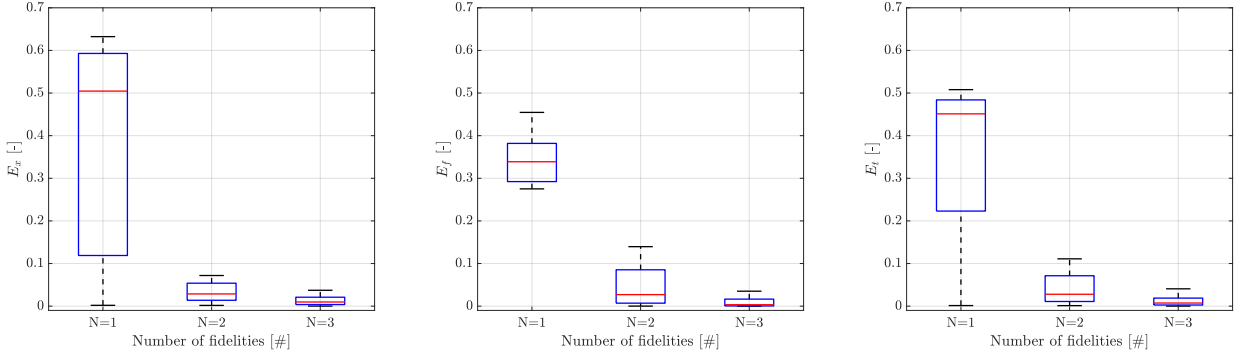 0.7
0.6
0.5
0.4
0.3
0.2
0.1
0
E_x [-]
N=1 N=2 N=3
Number of fidelities [#]
0.7
0.6
0.5
0.4
0.3
0.2
0.1
0
E_f [-]
N=1 N=2 N=3
Number of fidelities [#]
0.7
0.6
0.5
0.4
0.3
0.2
0.1
0
E_t [-]
N=1 N=2 N=3
Number of fidelities [#]